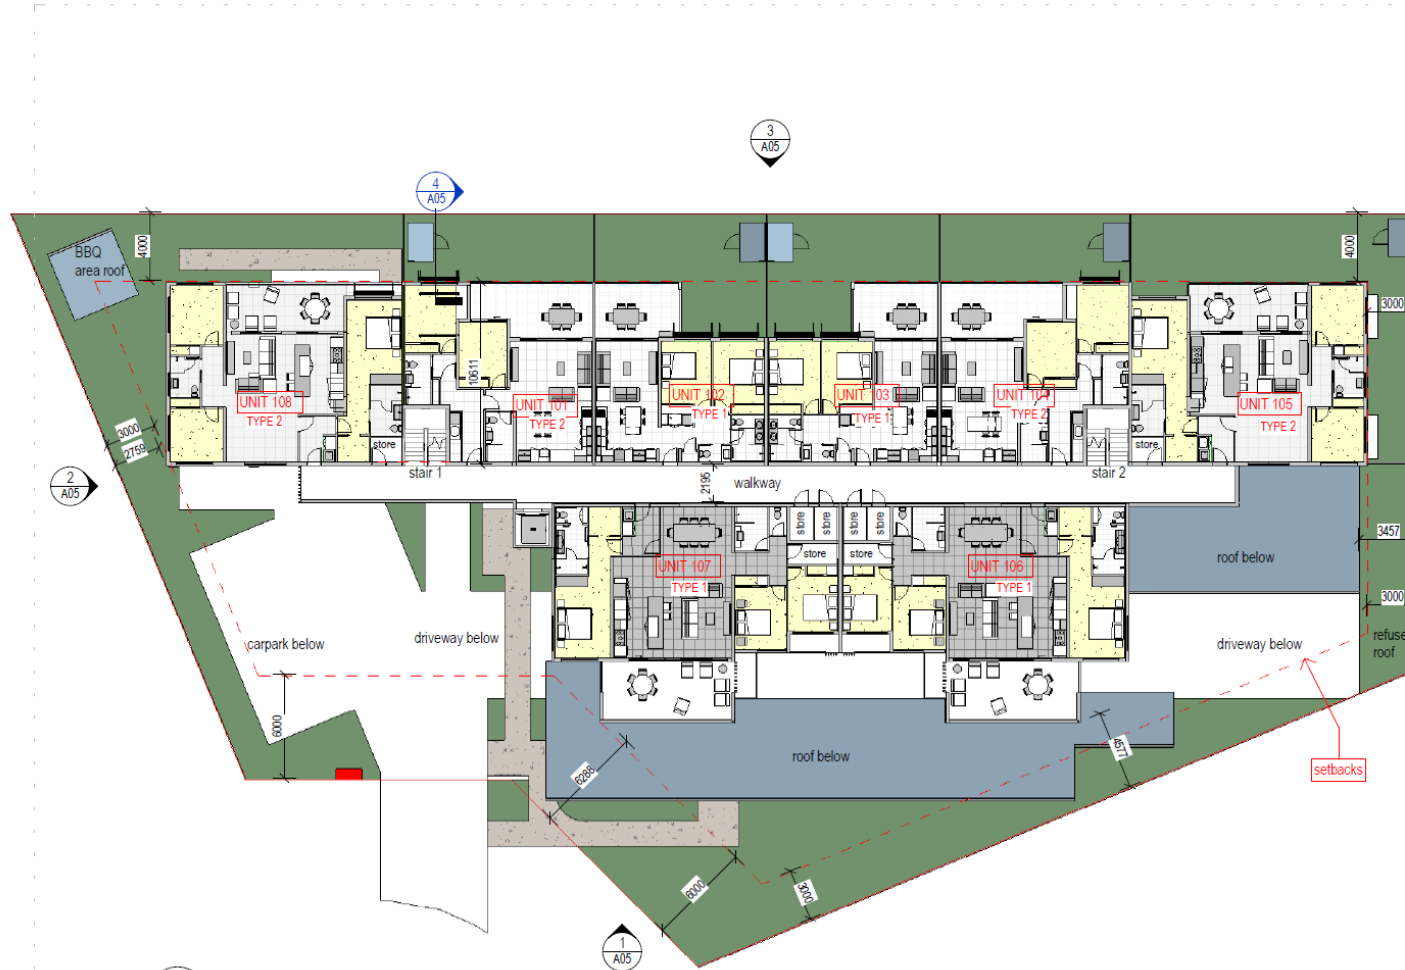 3
A05
4
A05
BBQ
area roof
4000
4000
3000
10611
UNIT 108
TYPE 2
UNIT 101
TYPE 2
UNIT 102
TYPE 1
UNIT 103
TYPE 1
UNIT 104
TYPE 2
UNIT 105
TYPE 2
3000
2759
store
store
stair 1
stair 2
2
A05
2195
walkway
store
store
store
store
store
store
3457
roof below
UNIT 107
TYPE 1
UNIT 106
TYPE 1
3000
carpark below
driveway below
driveway below
refuse
roof
6000
6288
roof below
4577
setbacks
6000
3000
1
A05